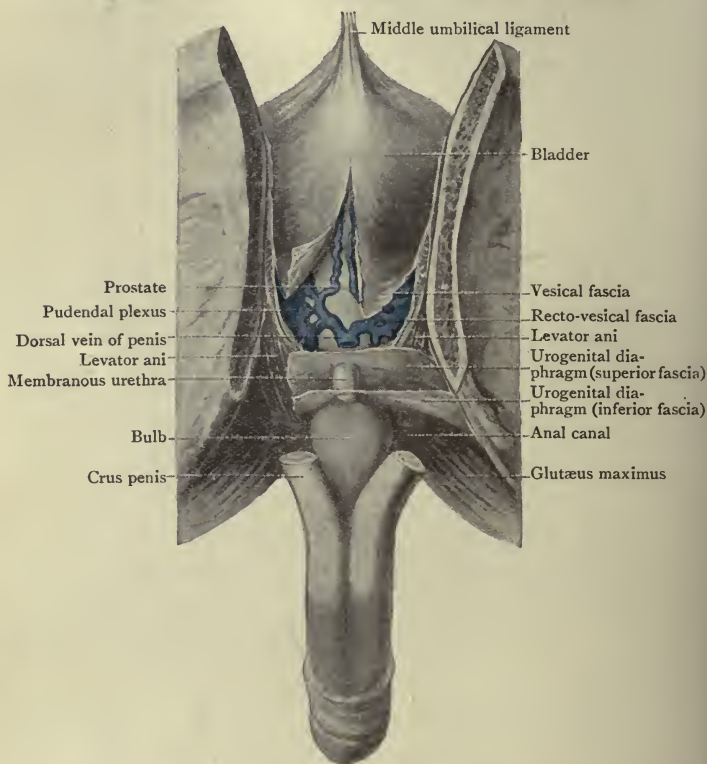 Middle umbilical ligament
Bladder
Prostate
Pudendal plexus
Dorsal vein of penis
Levator ani
Membranous urethra
Bulb
Crus penis
Vesical fascia
Recto-vesical fascia
Levator ani
Urogenital dia-
phragm (superior fascia)
Urogenital dia-
phragm (inferior fascia)
Anal canal
Glutæus maximus